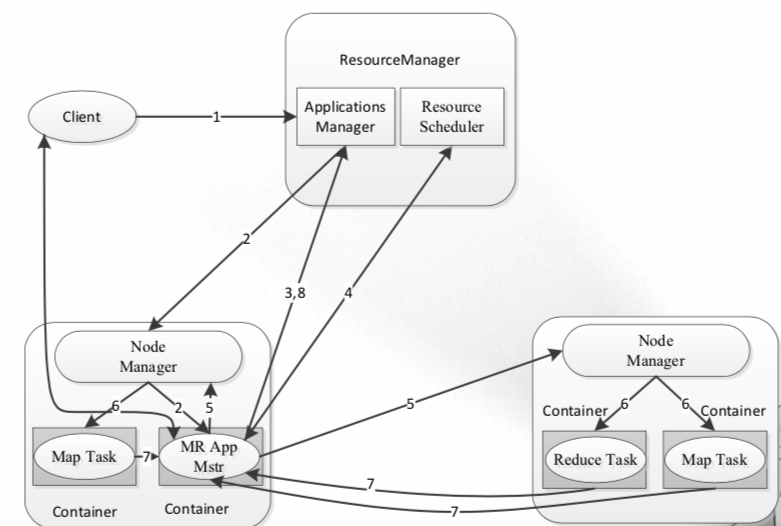 ResourceManager
Client
1
Applications
Manager
Resource
Scheduler
2
3,8
4
Node
Manager
Node
Manager
6
2
5
5
Container
6
6
Container
Map Task
7
MR App
Mstr
Reduce Task
Map Task
7
7
Container
Container